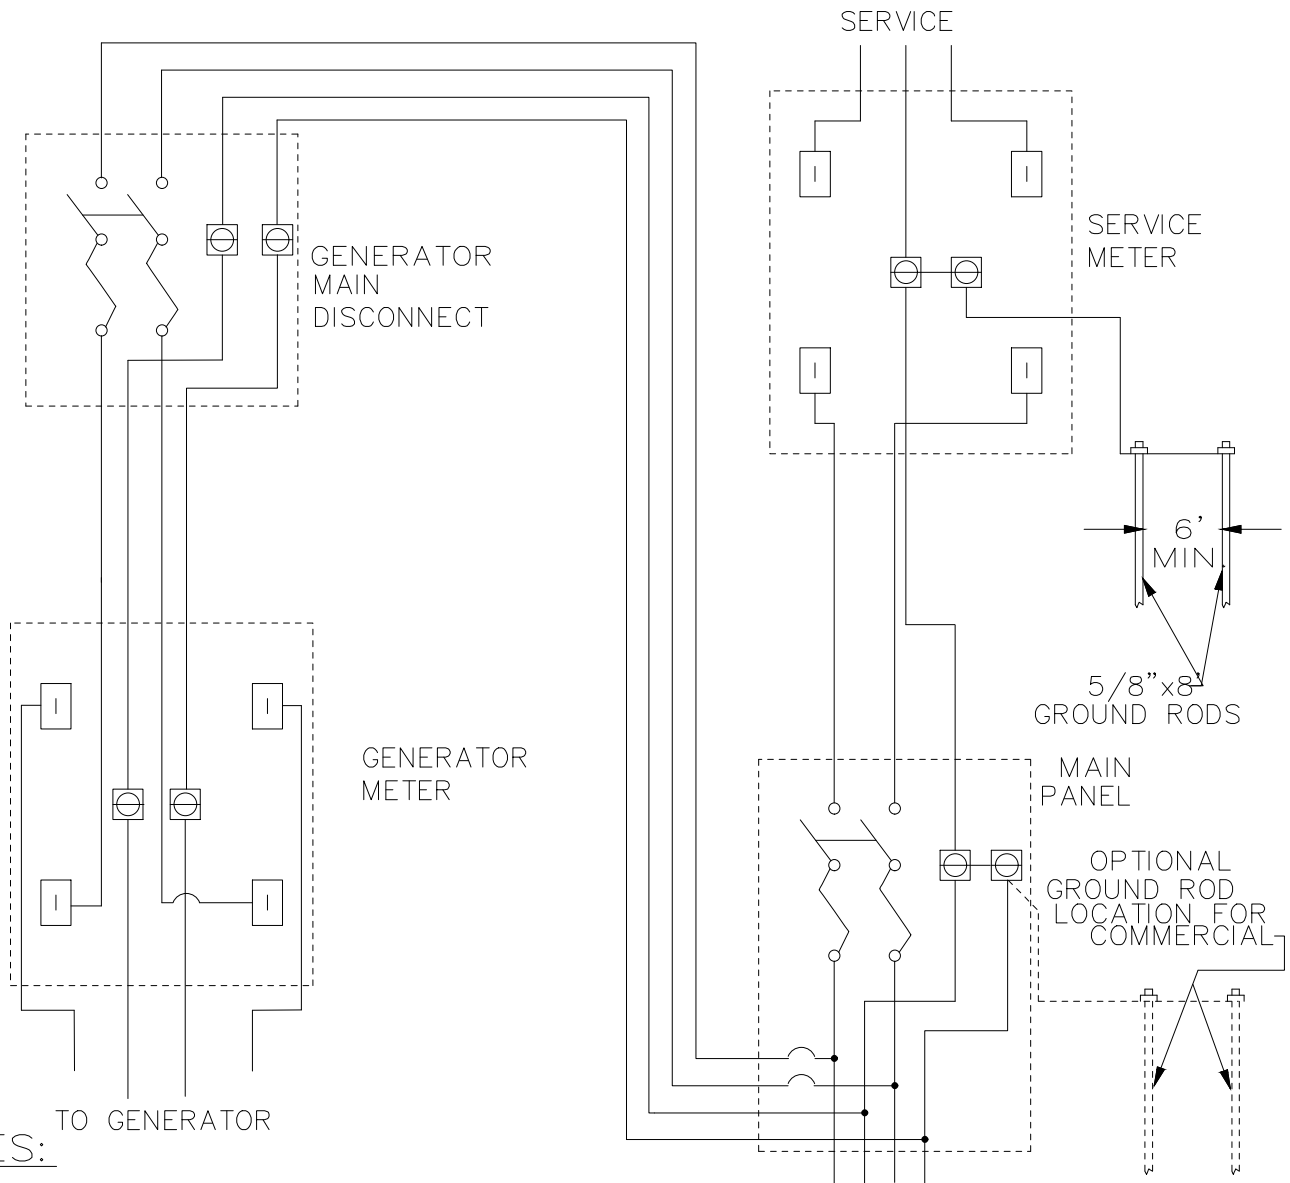 SERVICE
SERVICE
METER
GENERATOR
MAIN
DISCONNECT
6'
MIN.
5/8"x8'
GROUND RODS
GENERATOR
METER
MAIN
PANEL
OPTIONAL
GROUND ROD
LOCATION FOR
COMMERCIAL
TO GENERATOR
ES: